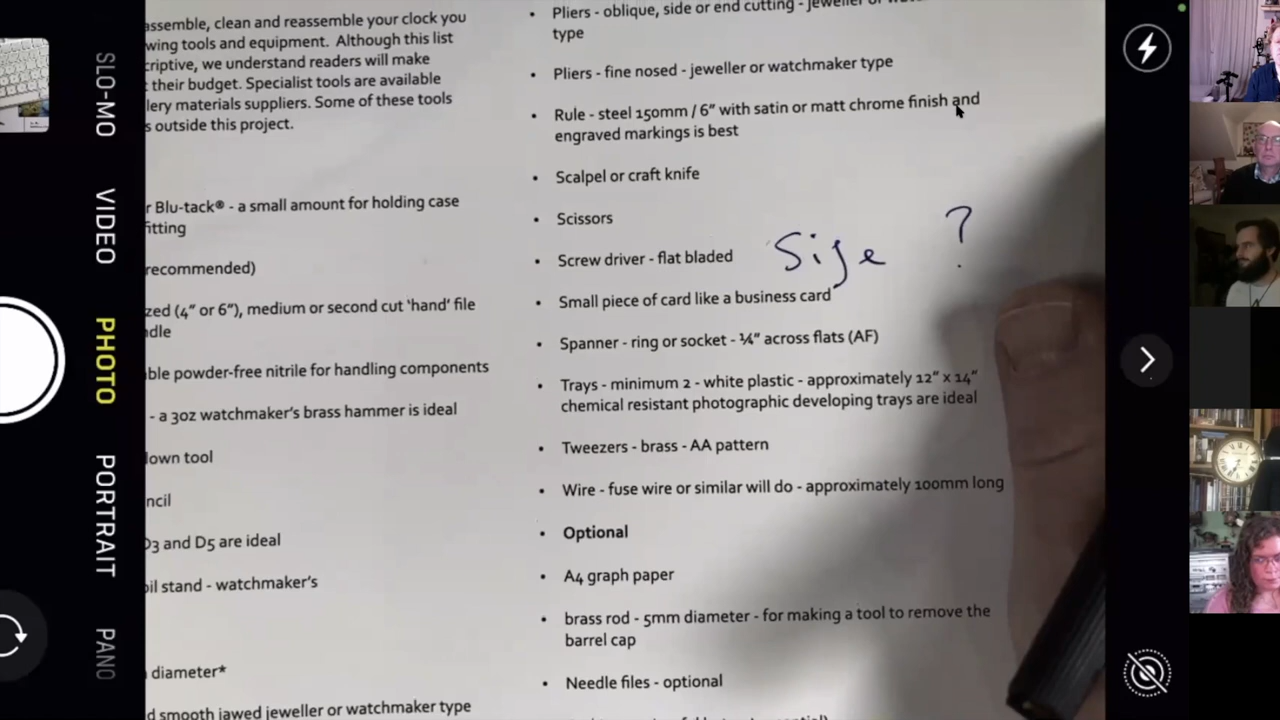 SLO-MO
VIDEO
PHOTO
PORTRAIT
PANO
assemble, clean and reassemble your clock you
wing tools and equipment. Although this list
criptive, we understand readers will make
their budget. Specialist tools are available
lery materials suppliers. Some of these tools
s outside this project.
r Blu-tack® - a small amount for holding case
fitting
recommended)
zed (4" or 6"), medium or second cut 'hand' file
dle
ble powder-free nitrile for handling components
- a 3oz watchmaker's brass hammer is ideal
down tool
ncil
D3 and D5 are ideal
oil stand - watchmaker's
diameter*
d smooth jawed jeweller or watchmaker type
• Pliers - oblique, side or end cutting - jeweller or
type
• Pliers - fine nosed - jeweller or watchmaker type
• Rule - steel 150mm / 6" with satin or matt chrome finish and
engraved markings is best
• Scalpel or craft knife
• Scissors
• Screw driver - flat bladed Size ?
• Small piece of card like a business card
• Spanner - ring or socket - ¼" across flats (AF)
• Trays - minimum 2 - white plastic - approximately 12" x 14"
chemical resistant photographic developing trays are ideal
• Tweezers - brass - AA pattern
• Wire - fuse wire or similar will do - approximately 100mm long
• Optional
• A4 graph paper
• brass rod - 5mm diameter - for making a tool to remove the
barrel cap
• Needle files - optional